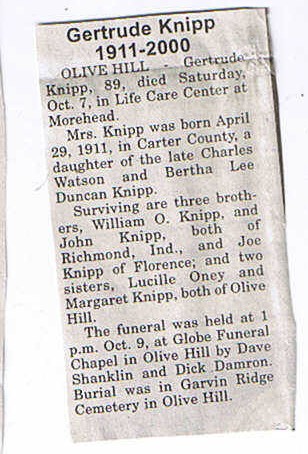 Gertrude Knipp
1911-2000
OLIVE HILL - Gertrude
Knipp, 89, died Saturday,
Oct. 7, in Life Care Center at
Morehead.
Mrs. Knipp was born April
29, 1911, in Carter County, a
daughter of the late Charles
Watson and Bertha Lee
Duncan Knipp.
Surviving are three broth-
ers, William O. Knipp, and
John Knipp, both of
Richmond, Ind., and Joe
Knipp of Florence; and two
sisters, Lucille Oney and
Margaret Knipp, both of Olive
Hill.
The funeral was held at 1
p.m. Oct. 9, at Globe Funeral
Chapel in Olive Hill by Dave
Shanklin and Dick Damron.
Burial was in Garvin Ridge
Cemetery in Olive Hill.